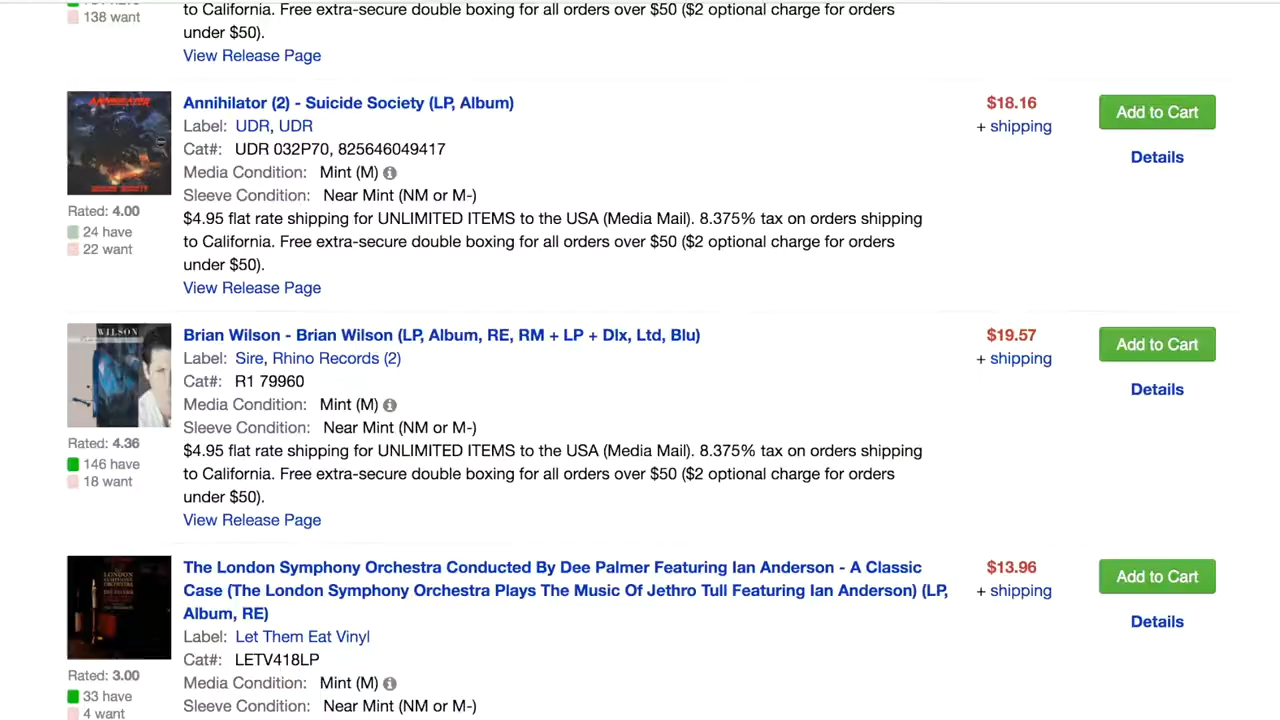 138 want
to California. Free extra-secure double boxing for all orders over $50 ($2 optional charge for orders
under $50).
View Release Page
Annihilator (2) - Suicide Society (LP, Album)
$18.16
Add to Cart
Label: UDR, UDR
+ shipping
Cat#: UDR 032P70, 825646049417
Details
Media Condition: Mint (M)
Sleeve Condition: Near Mint (NM or M-)
Rated: 4.00
$4.95 flat rate shipping for UNLIMITED ITEMS to the USA (Media Mail). 8.375% tax on orders shipping
24 have
to California. Free extra-secure double boxing for all orders over $50 ($2 optional charge for orders
22 want
under $50).
View Release Page
WILSON
Brian Wilson - Brian Wilson (LP, Album, RE, RM + LP + Dlx, Ltd, Blu)
$19.57
Add to Cart
Label: Sire, Rhino Records (2)
+ shipping
Cat#: R1 79960
Details
Media Condition: Mint (M)
Sleeve Condition: Near Mint (NM or M-)
Rated: 4.36
$4.95 flat rate shipping for UNLIMITED ITEMS to the USA (Media Mail). 8.375% tax on orders shipping
146 have
to California. Free extra-secure double boxing for all orders over $50 ($2 optional charge for orders
18 want
under $50).
View Release Page
The London Symphony Orchestra Conducted By Dee Palmer Featuring Ian Anderson - A Classic
$13.96
Add to Cart
Case (The London Symphony Orchestra Plays The Music Of Jethro Tull Featuring Ian Anderson) (LP,
+ shipping
Album, RE)
Details
Label: Let Them Eat Vinyl
Cat#: LETV418LP
Rated: 3.00
Media Condition: Mint (M)
33 have
Sleeve Condition: Near Mint (NM or M-)
4 want